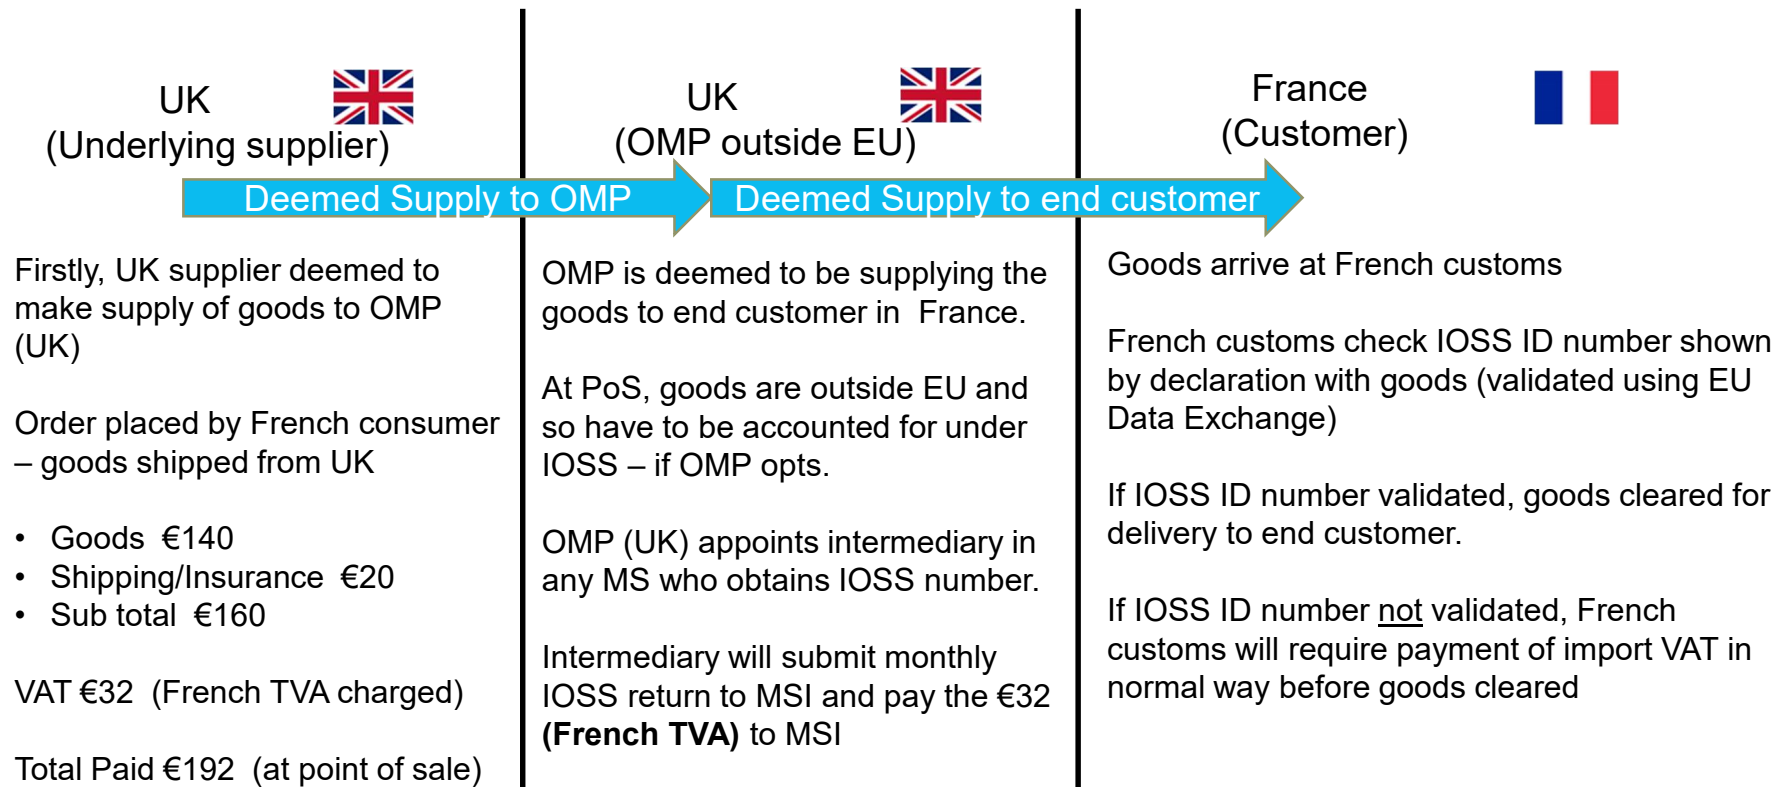 UK
(Underlying supplier)
UK
(OMP outside EU)
France
(Customer)
Deemed Supply to OMP
Deemed Supply to end customer
Firstly, UK supplier deemed to
make supply of goods to OMP
(UK)
Order placed by French consumer
– goods shipped from UK
• Goods €140
• Shipping/Insurance €20
• Sub total €160
VAT €32 (French TVA charged)
Total Paid €192 (at point of sale)
OMP is deemed to be supplying the
goods to end customer in France.
At PoS, goods are outside EU and
so have to be accounted for under
IOSS – if OMP opts.
OMP (UK) appoints intermediary in
any MS who obtains IOSS number.
Intermediary will submit monthly
IOSS return to MSI and pay the €32
(French TVA) to MSI
Goods arrive at French customs
French customs check IOSS ID number shown
by declaration with goods (validated using EU
Data Exchange)
If IOSS ID number validated, goods cleared for
delivery to end customer.
If IOSS ID number not validated, French
customs will require payment of import VAT in
normal way before goods cleared